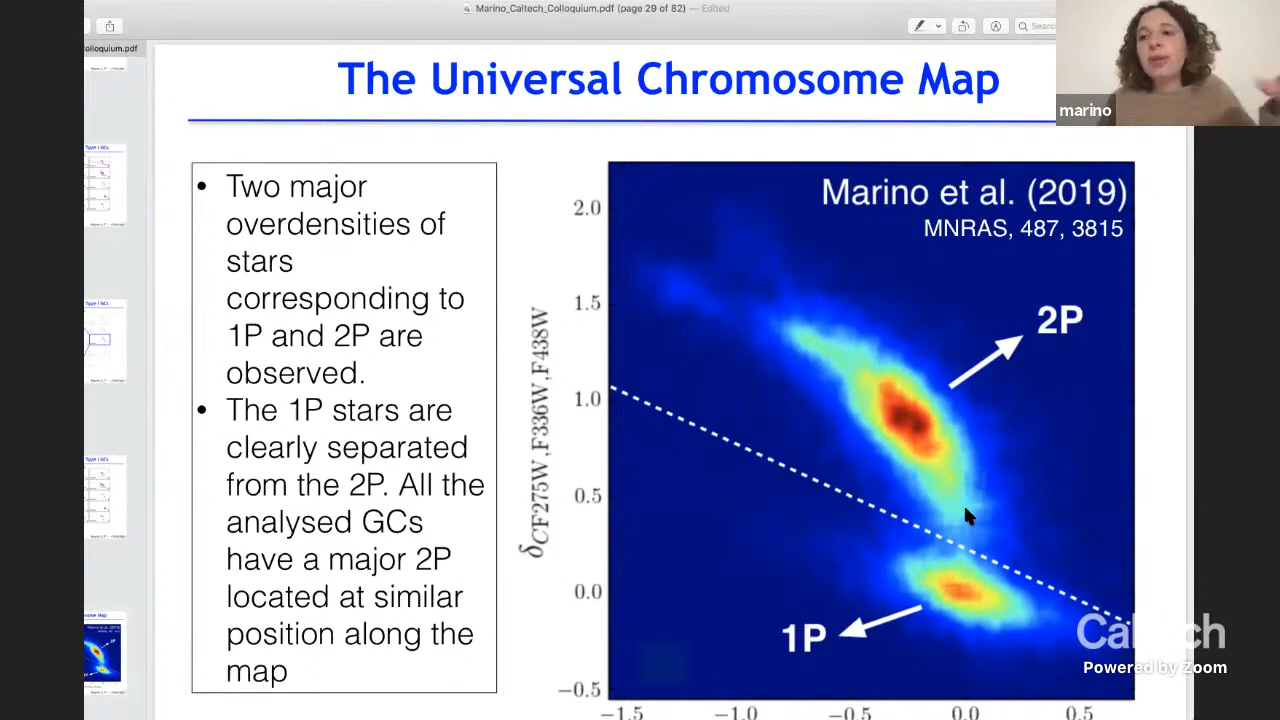 Marino_Caltech_Colloquium.pdf (page 29 of 82) — Edited
olloquium.pdf
The Universal Chromosome Map
marino
• Two major
overdensities of
stars
corresponding to
1P and 2P are
observed.
• The 1P stars are
clearly separated
from the 2P. All the
analysed GCs
have a major 2P
located at similar
position along the
map
Marino et al. (2019)
MNRAS, 487, 3815
2P
1P
δCF275W,F336W,F438W
2.0
1.5
1.0
0.5
0.0
−0.5
−1.5 −1.0 −0.5 0.0 0.5
Caltech
Powered by Zoom